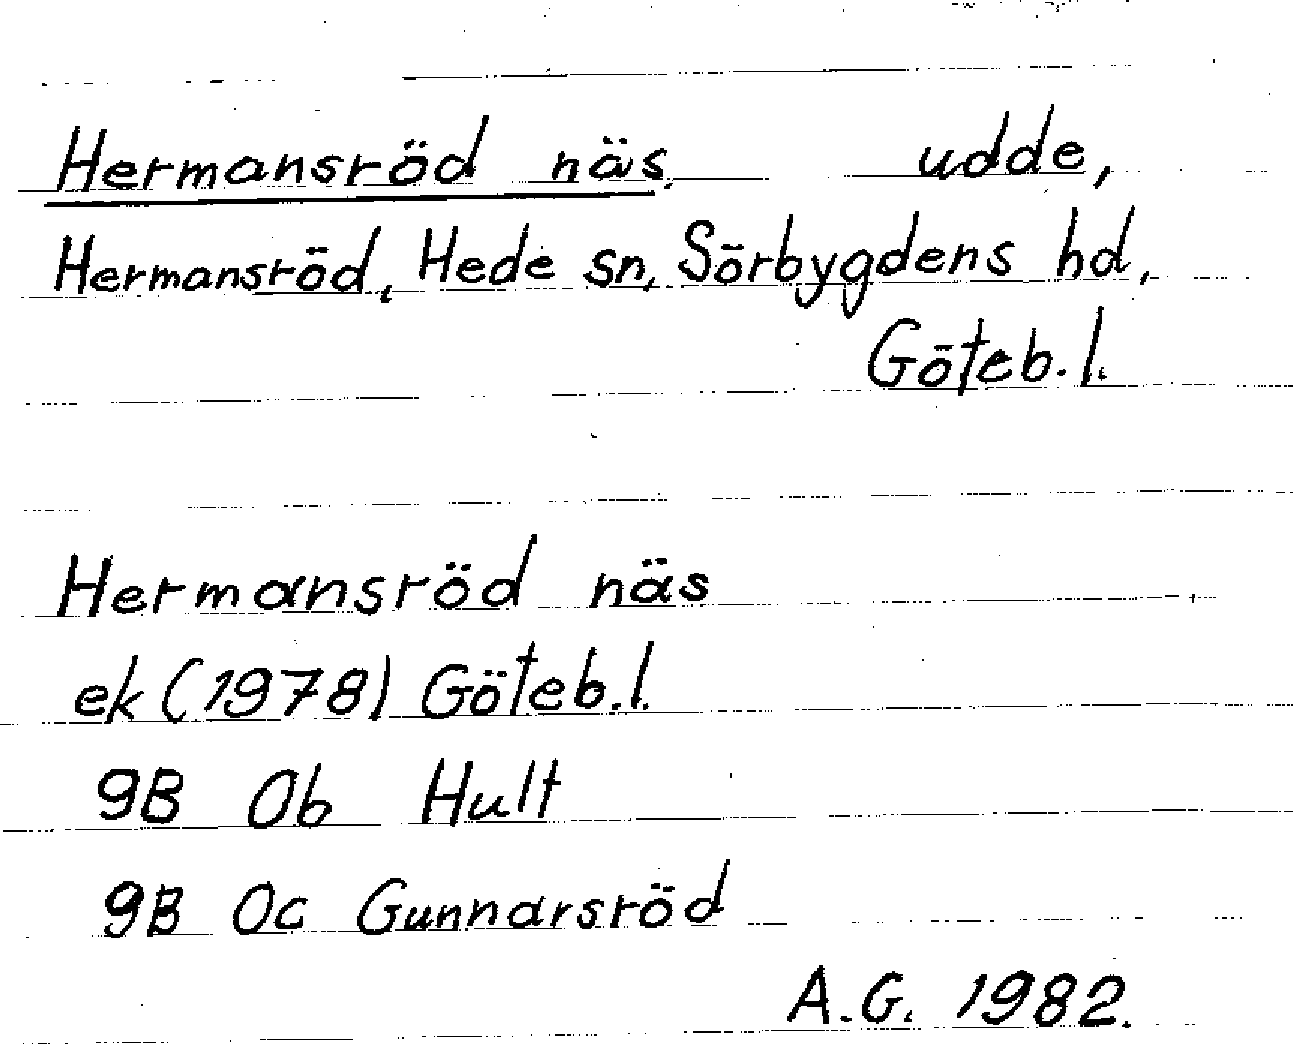 Hermansröd näs udde,
Hermansröd, Hede sn, Sörbygdens hd,
Göteb. l.
Hermansröd näs
ek (1978) Göteb. l.
9B 0b Hult
9B 0c Gunnarsröd
A.G. 1982.